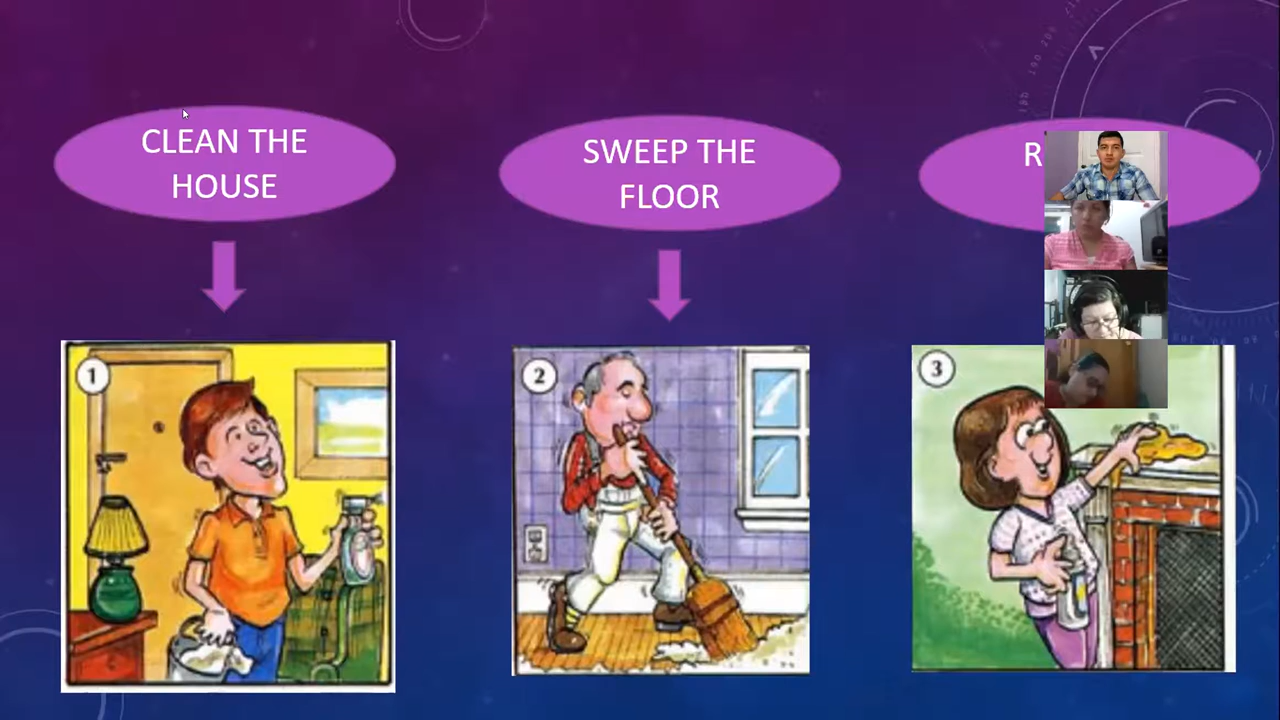 CLEAN THE
HOUSE
SWEEP THE
FLOOR
1
2
3